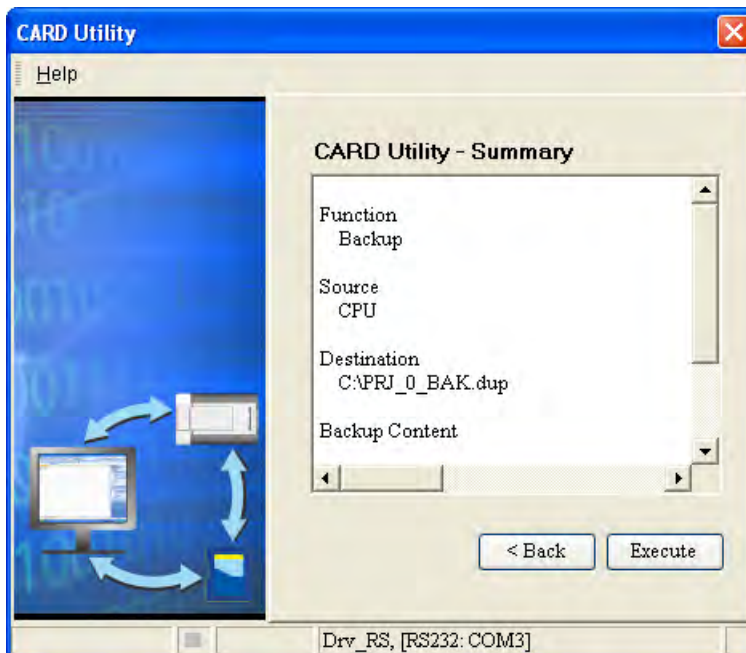 CARD Utility
Help
CARD Utility - Summary
Function
Backup
Source
CPU
Destination
C:\PRJ_0_BAK.dup
Backup Content
< Back
Execute
Drv_RS, [RS232: COM3]